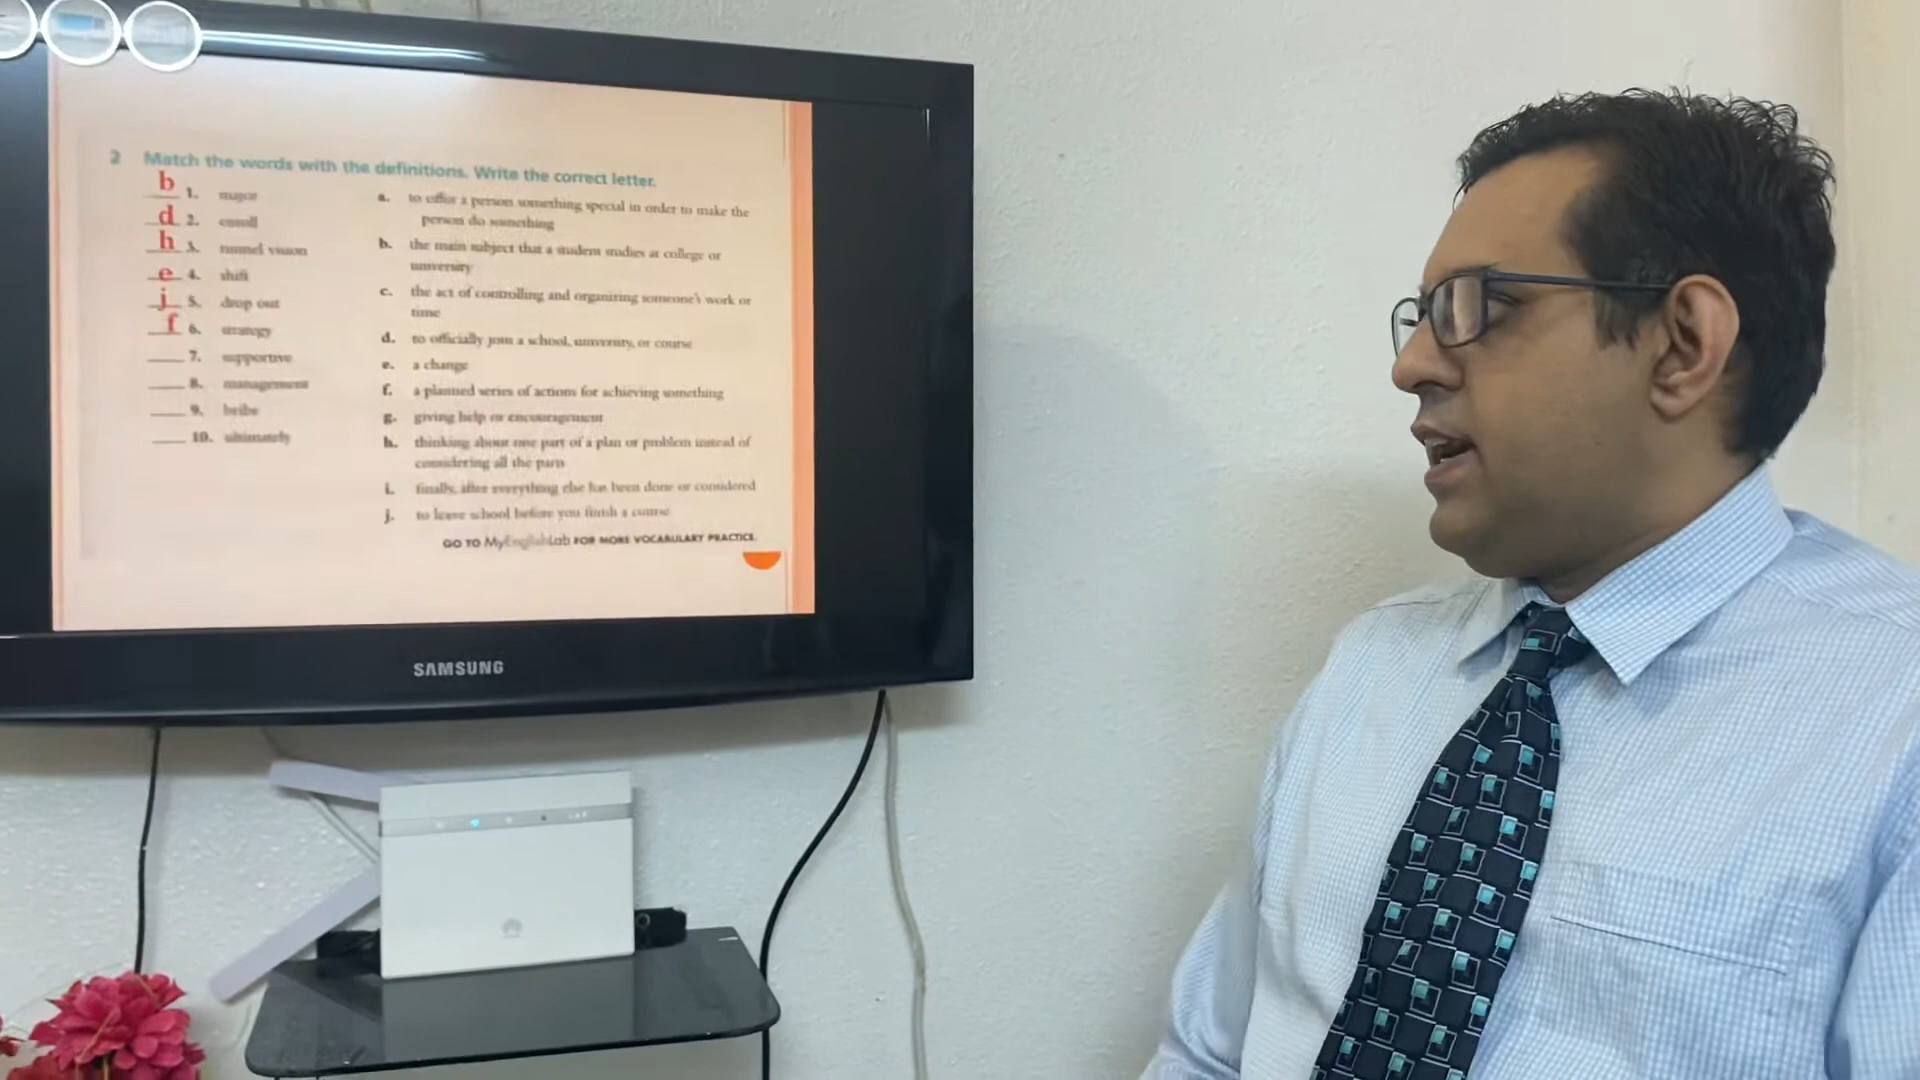 2 Match the words with the definitions. Write the correct letter.
b 1. major
d 2. enroll
h 3. tunnel vision
e 4. shift
j 5. drop out
f 6. strategy
7. supportive
8. management
9. bribe
10. ultimately
a. to offer a person something special in order to make the
person do something
b. the main subject that a student studies at college or
university
c. the act of controlling and organizing someone's work or
time
d. to officially join a school, university, or course
e. a change
f. a planned series of actions for achieving something
g. giving help or encouragement
h. thinking about one part of a plan or problem instead of
considering all the parts
i. finally, after everything else has been done or considered
j. to leave school before you finish a course
GO TO MyEnglishLab FOR MORE VOCABULARY PRACTICE.
SAMSUNG